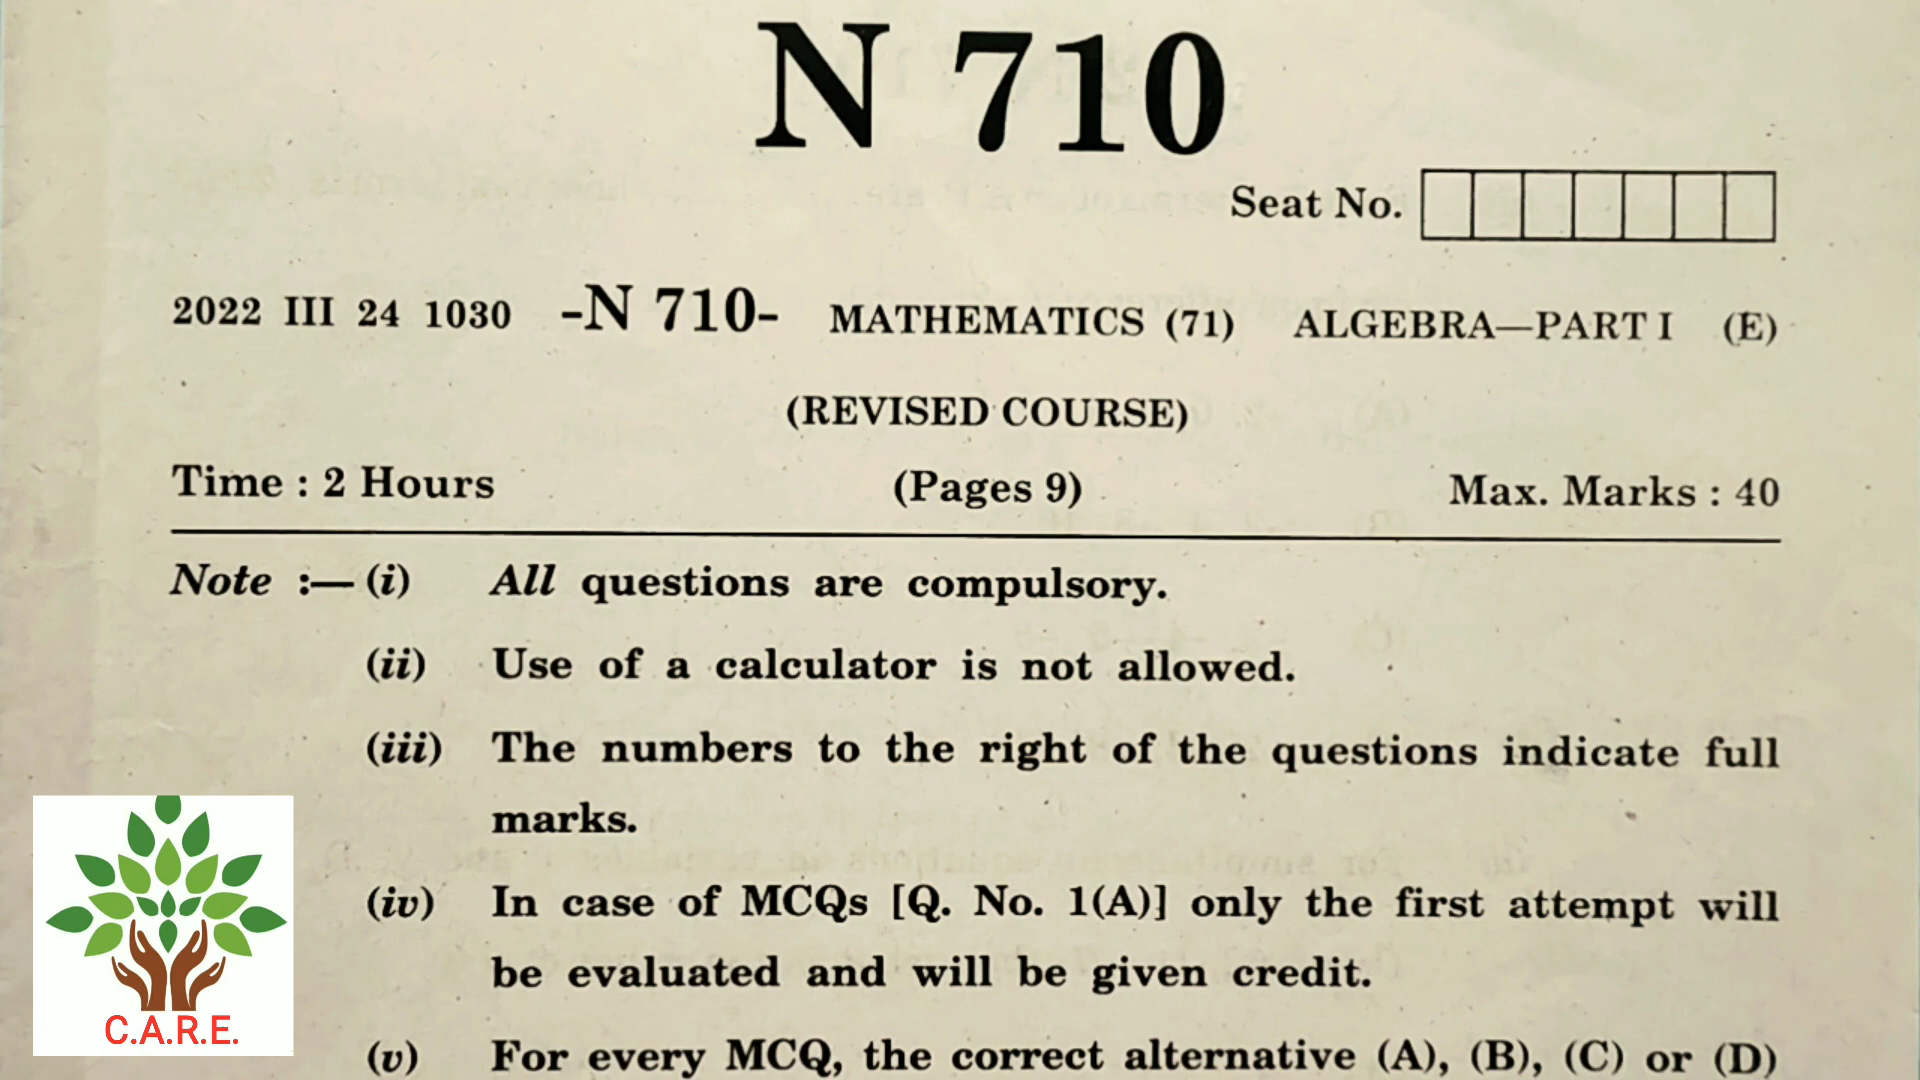 N 710
Seat No.
2022 III 24 1030 -N 710- MATHEMATICS (71) ALGEBRA—PART I (E)
(REVISED COURSE)
Time : 2 Hours (Pages 9) Max. Marks : 40
Note :— (i) All questions are compulsory.
(ii) Use of a calculator is not allowed.
(iii) The numbers to the right of the questions indicate full
marks.
(iv) In case of MCQs [Q. No. 1(A)] only the first attempt will
be evaluated and will be given credit.
(v) For every MCQ, the correct alternative (A), (B), (C) or (D)
C.A.R.E.